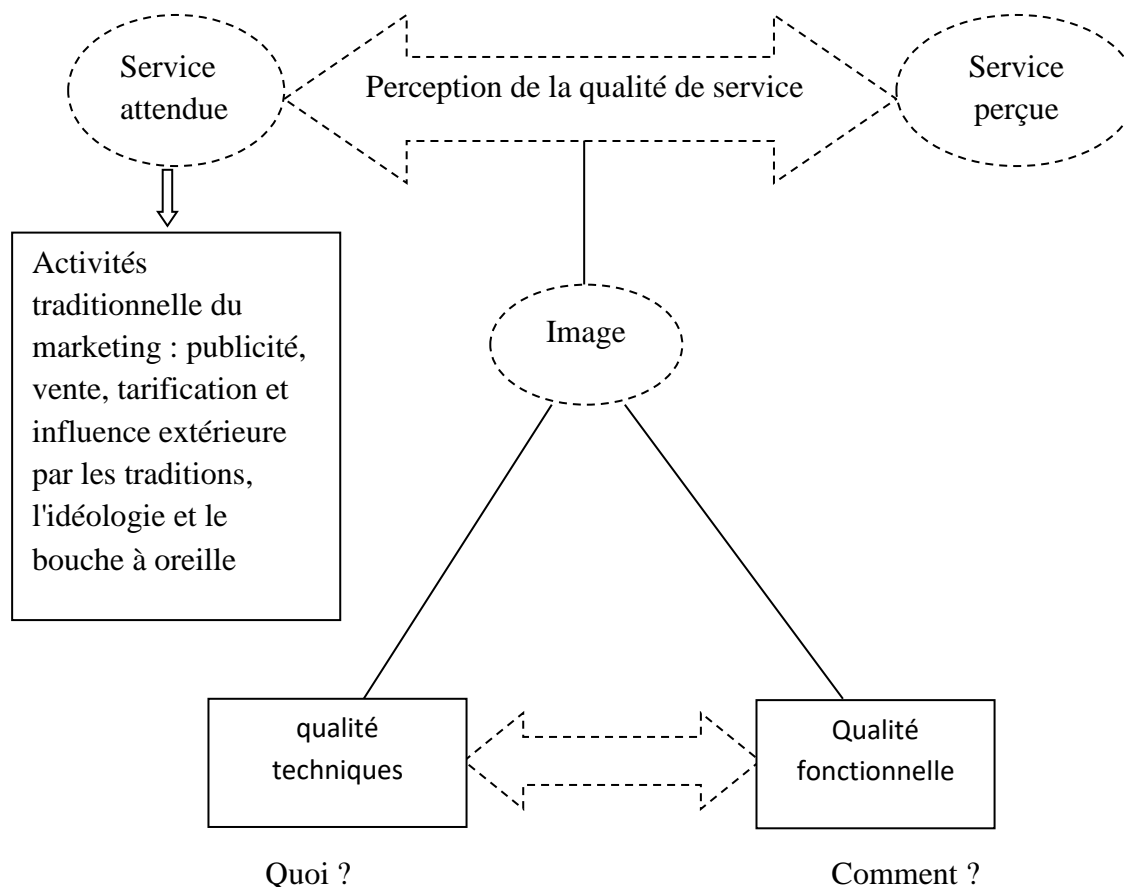 Service
attendue
Perception de la qualité de service
Service
perçue
Activités
traditionnelle du
marketing : publicité,
vente, tarification et
influence extérieure
par les traditions,
l'idéologie et le
bouche à oreille
Image
qualité
techniques
Qualité
fonctionnelle
Quoi ?
Comment ?